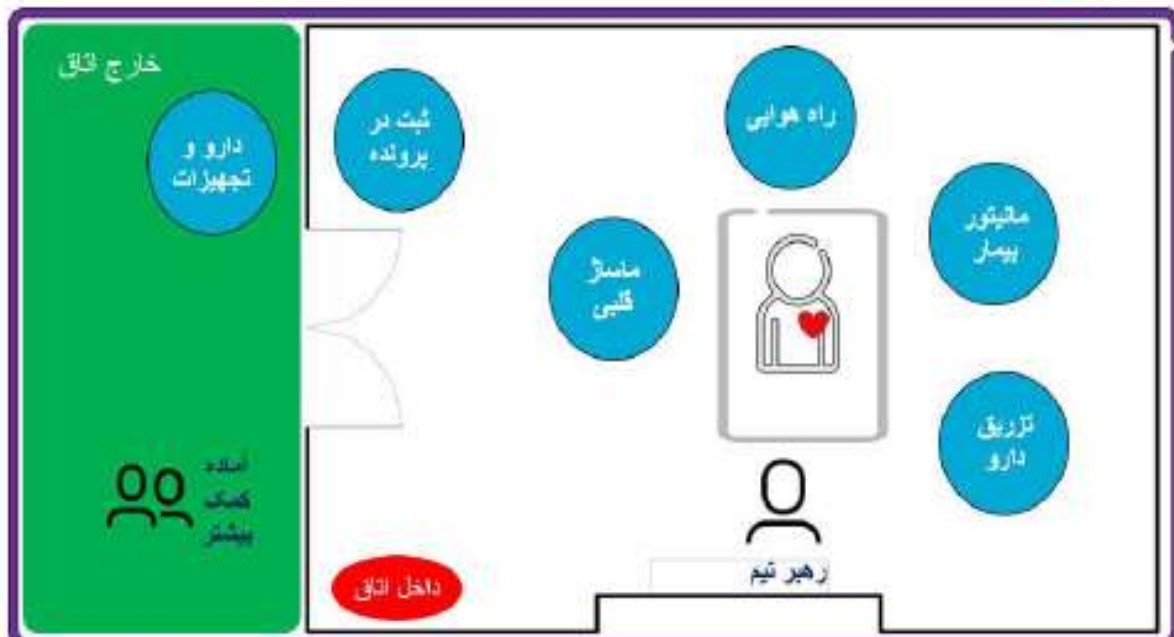 خارج اتاق
دارو و
تجهیزات
ثبت در
پرونده
راه هوایی
مانیتور
بیمار
ماساژ
قلبی
تزریق
دارو
آماده
کمک
بیشتر
رهبر تیم
داخل اتاق